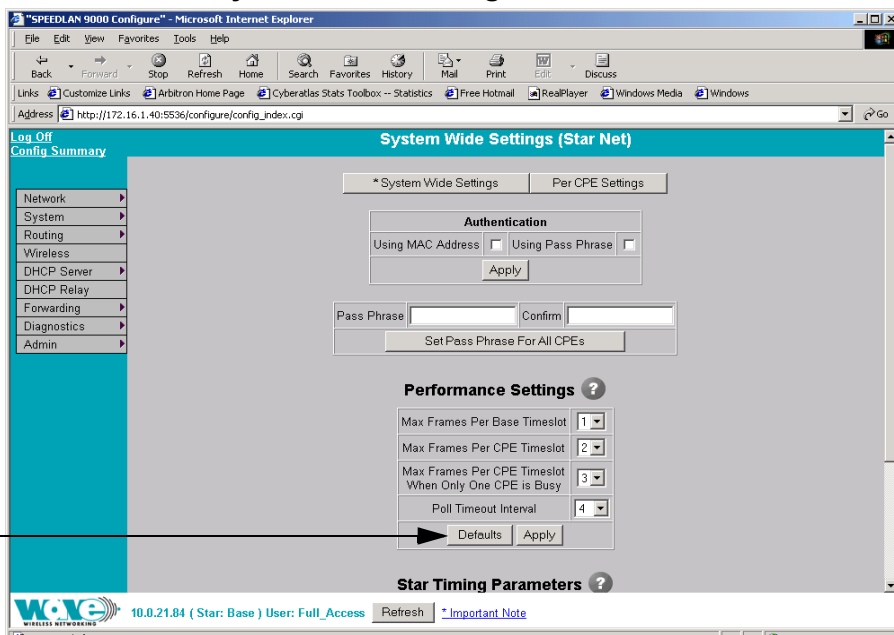 "SPEEDLAN 9000 Configure" - Microsoft Internet Explorer
File Edit View Favorites Tools Help
Back Forward Stop Refresh Home Search Favorites History Mail Print Edit Discuss
Links Customize Links Arbitron Home Page Cyberatlas Stats Toolbox -- Statistics Free Hotmail RealPlayer Windows Media Windows
Address http://172.16.1.40:5536/configure/config_index.cgi Go
Log Off
Config Summary
System Wide Settings (Star Net)
* System Wide Settings Per CPE Settings
Network
System
Routing
Wireless
DHCP Server
DHCP Relay
Forwarding
Diagnostics
Admin
Authentication
Using MAC Address Using Pass Phrase
Apply
Pass Phrase Confirm
Set Pass Phrase For All CPEs
Performance Settings ?
Max Frames Per Base Timeslot 1
Max Frames Per CPE Timeslot 2
Max Frames Per CPE Timeslot
When Only One CPE is Busy 3
Poll Timeout Interval 4
Defaults Apply
Star Timing Parameters ?
WAVE
WIRELESS NETWORKING
10.0.21.84 ( Star: Base ) User: Full_Access Refresh * Important Note